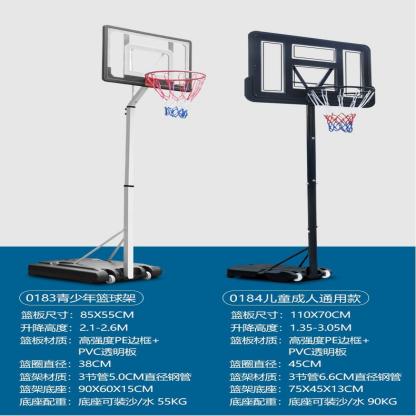 0183青少年篮球架
篮板尺寸：85X55CM
升降高度：2.1-2.6M
篮板材质：高强度PE边框+
PVC透明板
篮圈直径：38CM
篮架材质：3节管5.0CM直径钢管
篮架底座：90X60X15CM
底座配重：底座可装沙/水 55KG
0184儿童成人通用款
篮板尺寸：110X70CM
升降高度：1.35-3.05M
篮板材质：高强度PE边框+
PVC透明板
篮圈直径：45CM
篮架材质：3节管6.6CM直径钢管
篮架底座：75X45X13CM
底座配重：底座可装沙/水 90KG